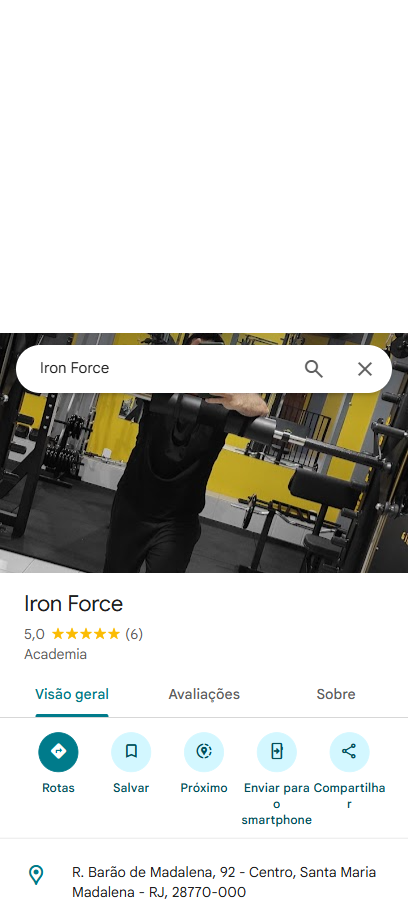 Iron Force
Iron Force
5,0 (6)
Academia
Visão geral
Avaliações
Sobre
Rotas
Salvar
Próximo
Enviar para
o
smartphone
Compartilha
r
R. Barão de Madalena, 92 - Centro, Santa Maria
Madalena - RJ, 28770-000